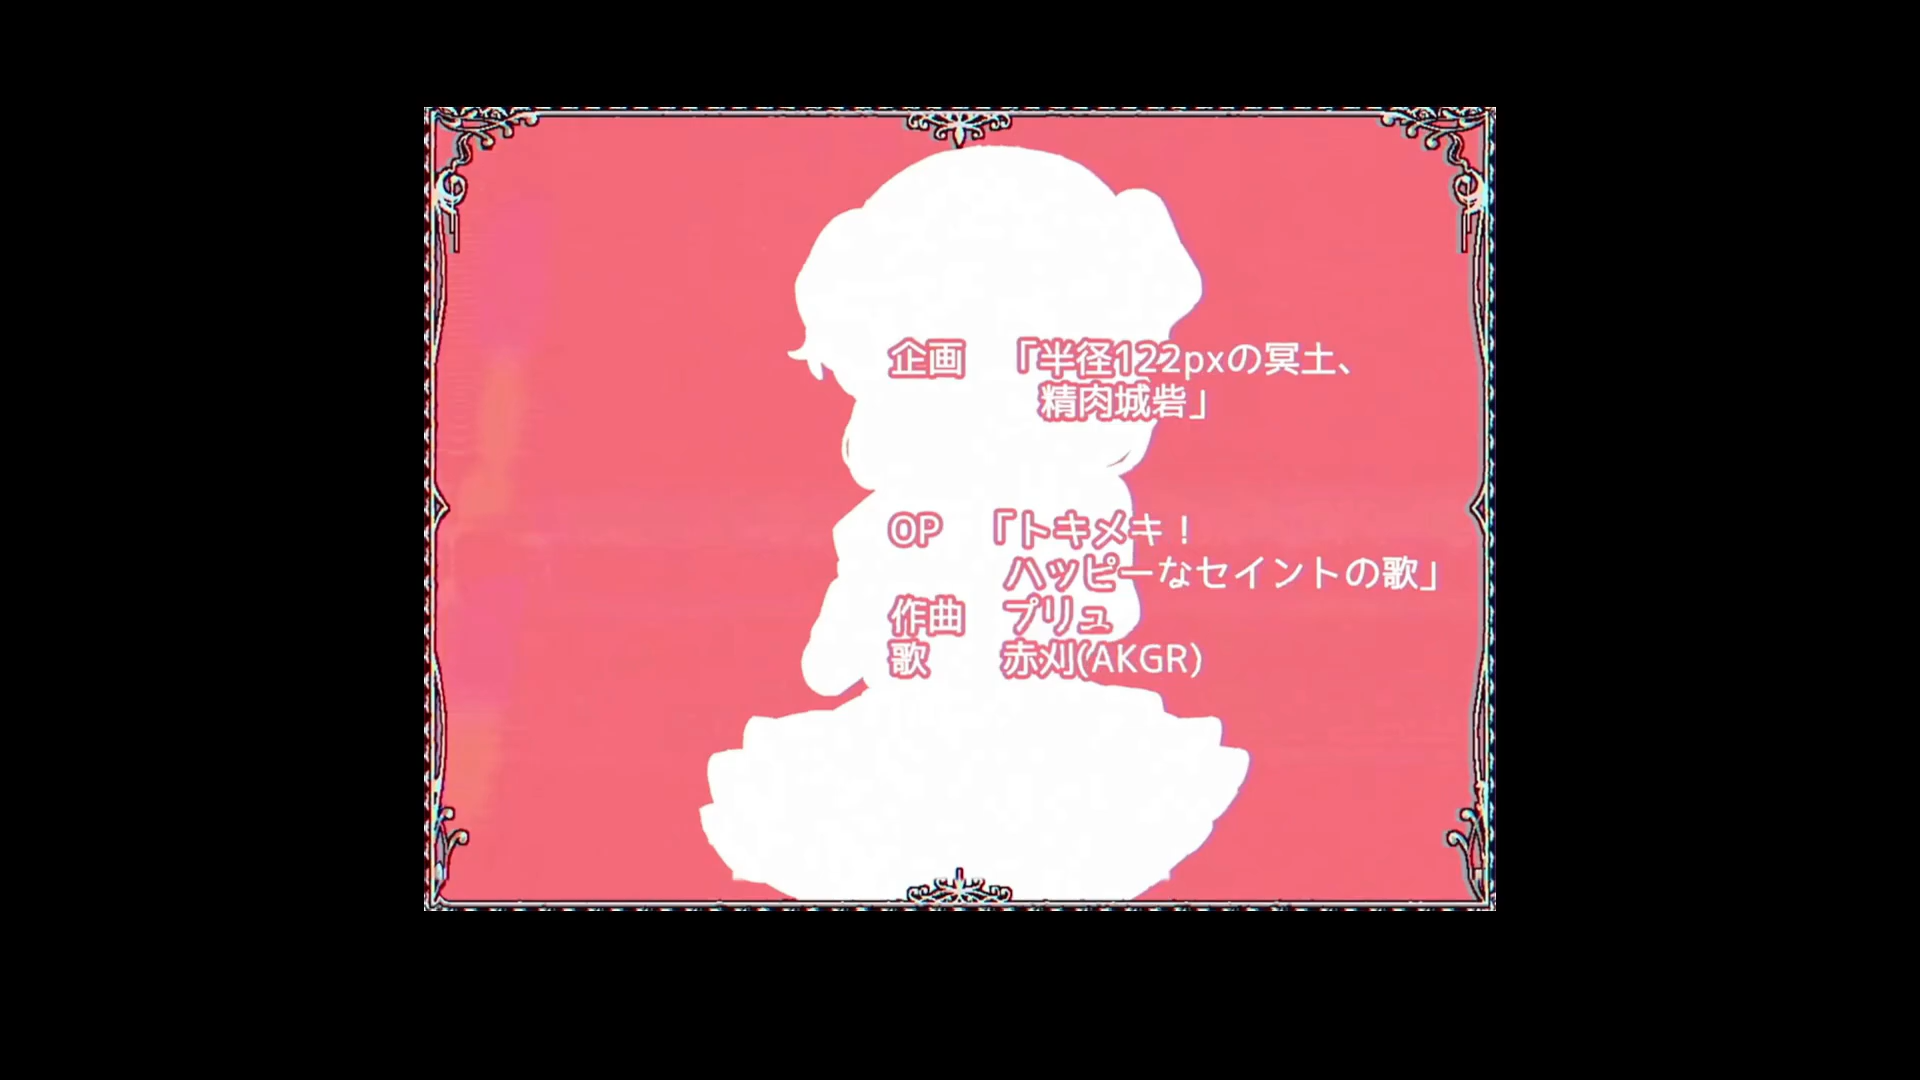 企画 「半径122pxの冥土、
精肉城砦」
OP 「トキメキ!
ハッピーなセイントの歌」
作曲 プリュ
歌 赤刈(AKGR)